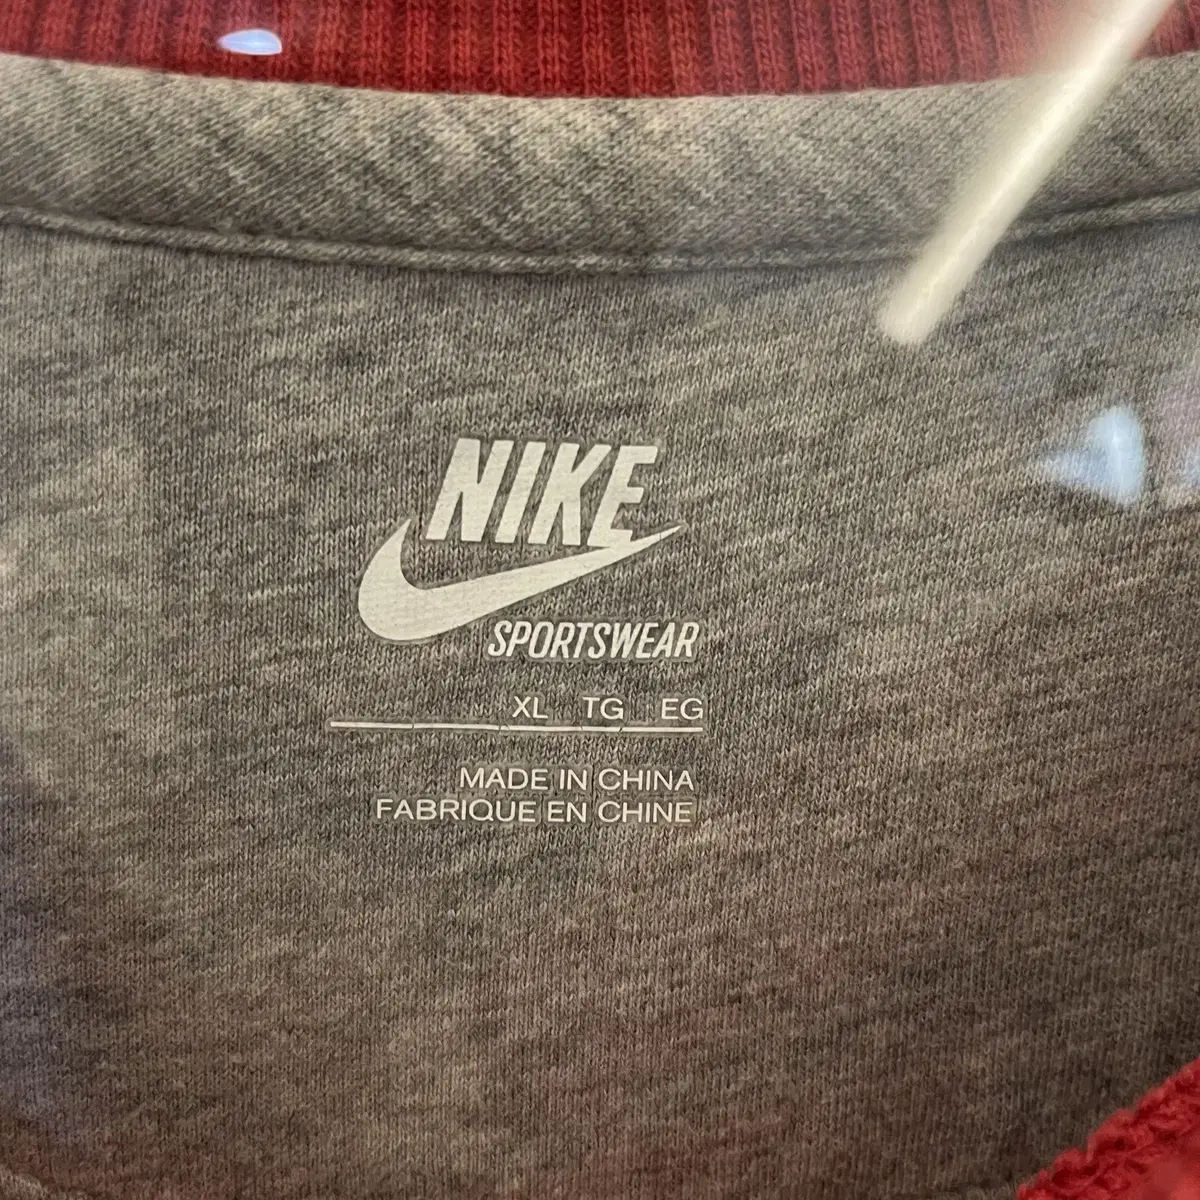 NIKE
SPORTSWEAR
XL TG EG
MADE IN CHINA
FABRIQUE EN CHINE